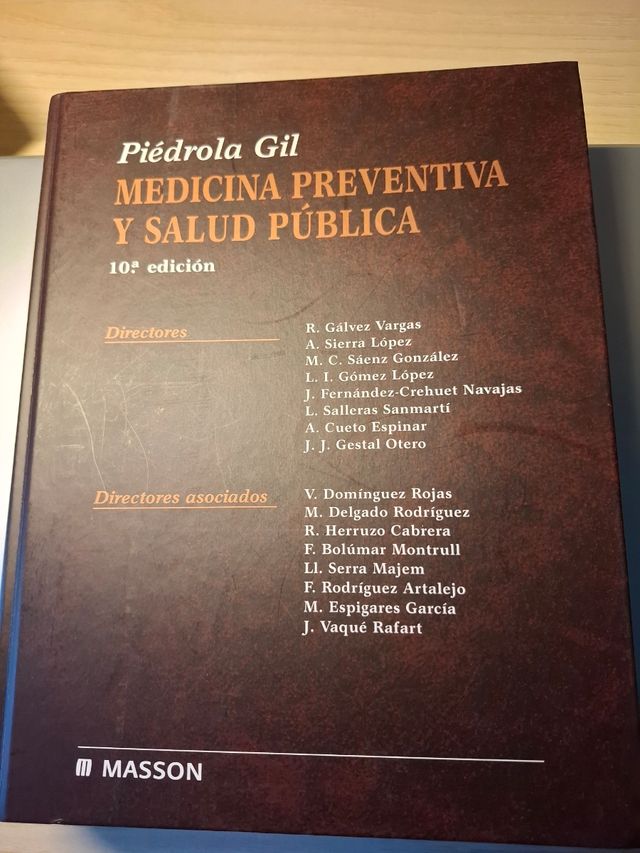 Piédrola Gil
MEDICINA PREVENTIVA
Y SALUD PÚBLICA
10.ª edición
Directores
R. Gálvez Vargas
A. Sierra López
M. C. Sáenz González
L. I. Gómez López
J. Fernández-Crehuet Navajas
L. Salleras Sanmartí
A. Cueto Espinar
J. J. Gestal Otero
Directores asociados
V. Domínguez Rojas
M. Delgado Rodríguez
R. Herruzo Cabrera
F. Bolúmar Montrull
Ll. Serra Majem
F. Rodríguez Artalejo
M. Espigares García
J. Vaqué Rafart
m MASSON